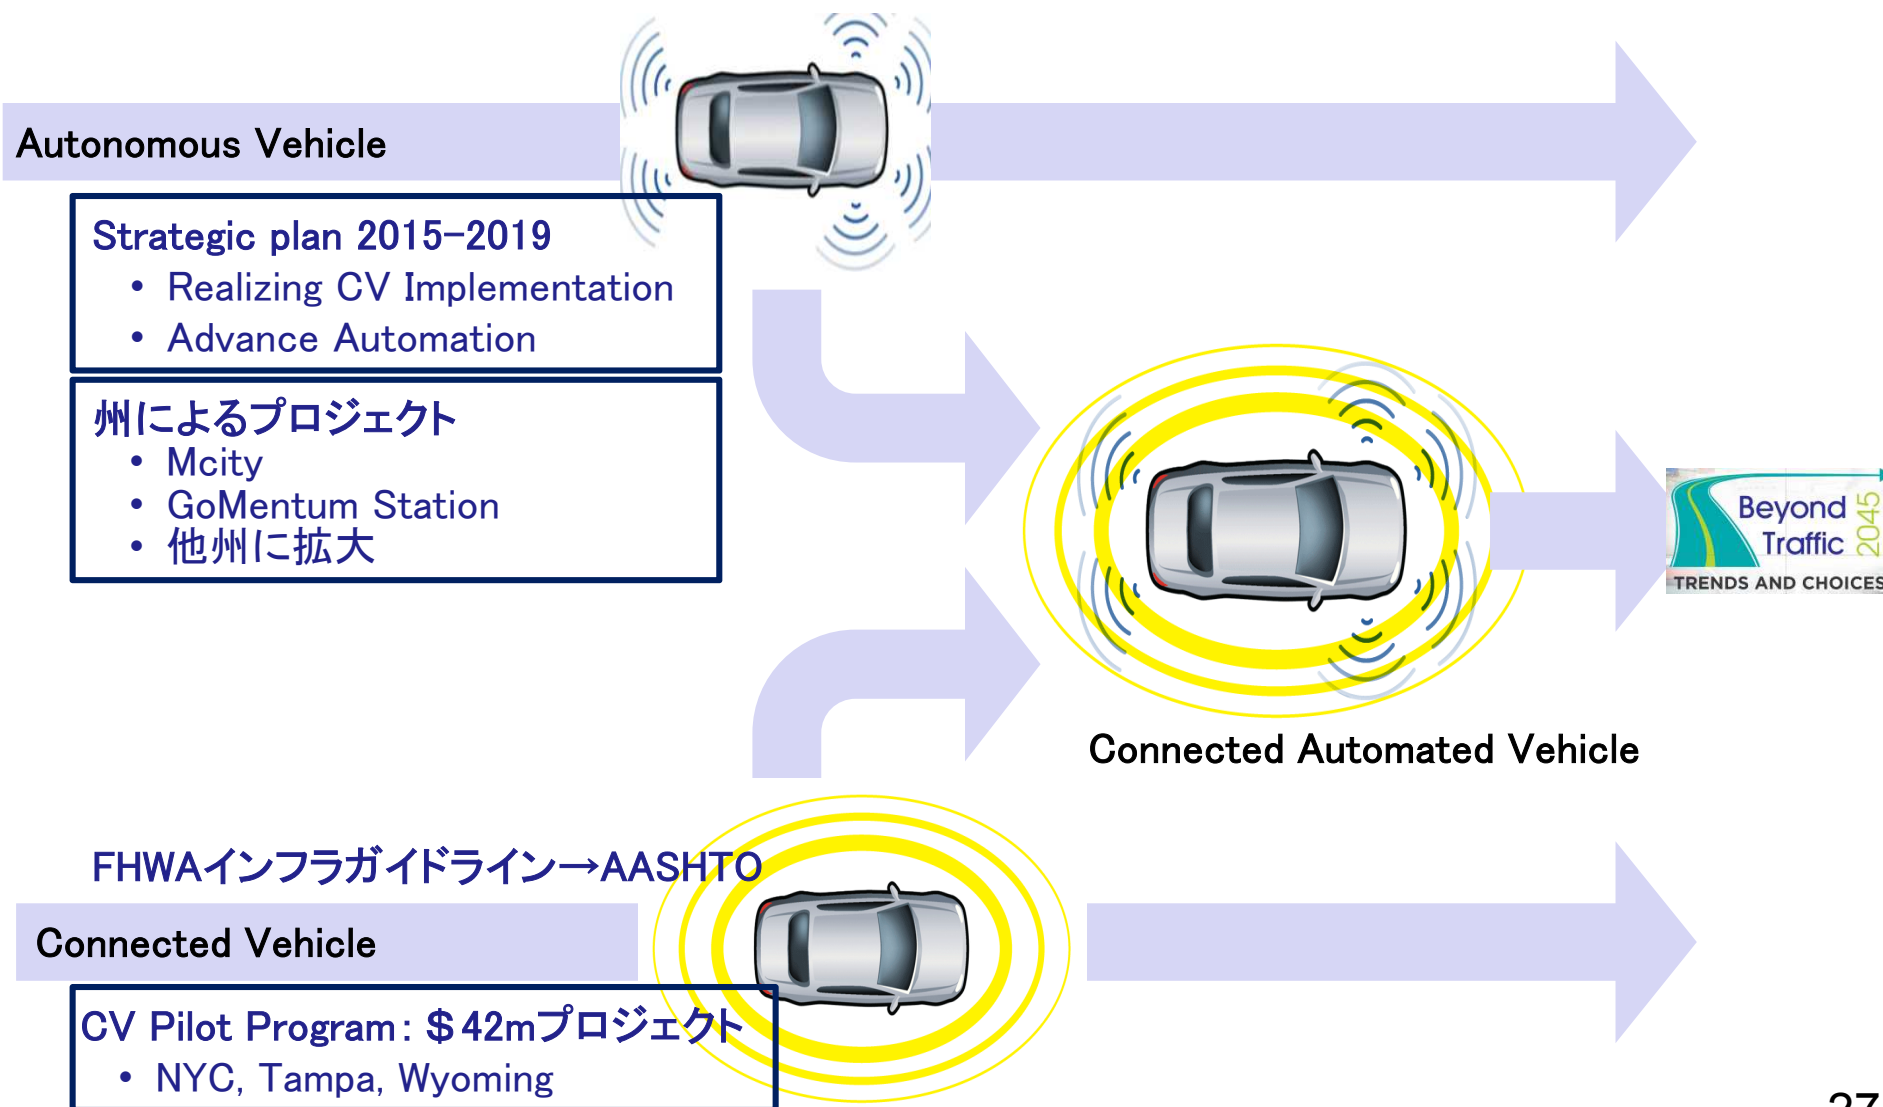 Autonomous Vehicle
Strategic plan 2015-2019
• Realizing CV Implementation
• Advance Automation
州によるプロジェクト
• Mcity
• GoMentum Station
• 他州に拡大
Beyond
Traffic
2045
TRENDS AND CHOICES
Connected Automated Vehicle
FHWAインフラガイドライン→AASHTO
Connected Vehicle
CV Pilot Program：＄42mプロジェクト
• NYC, Tampa, Wyoming